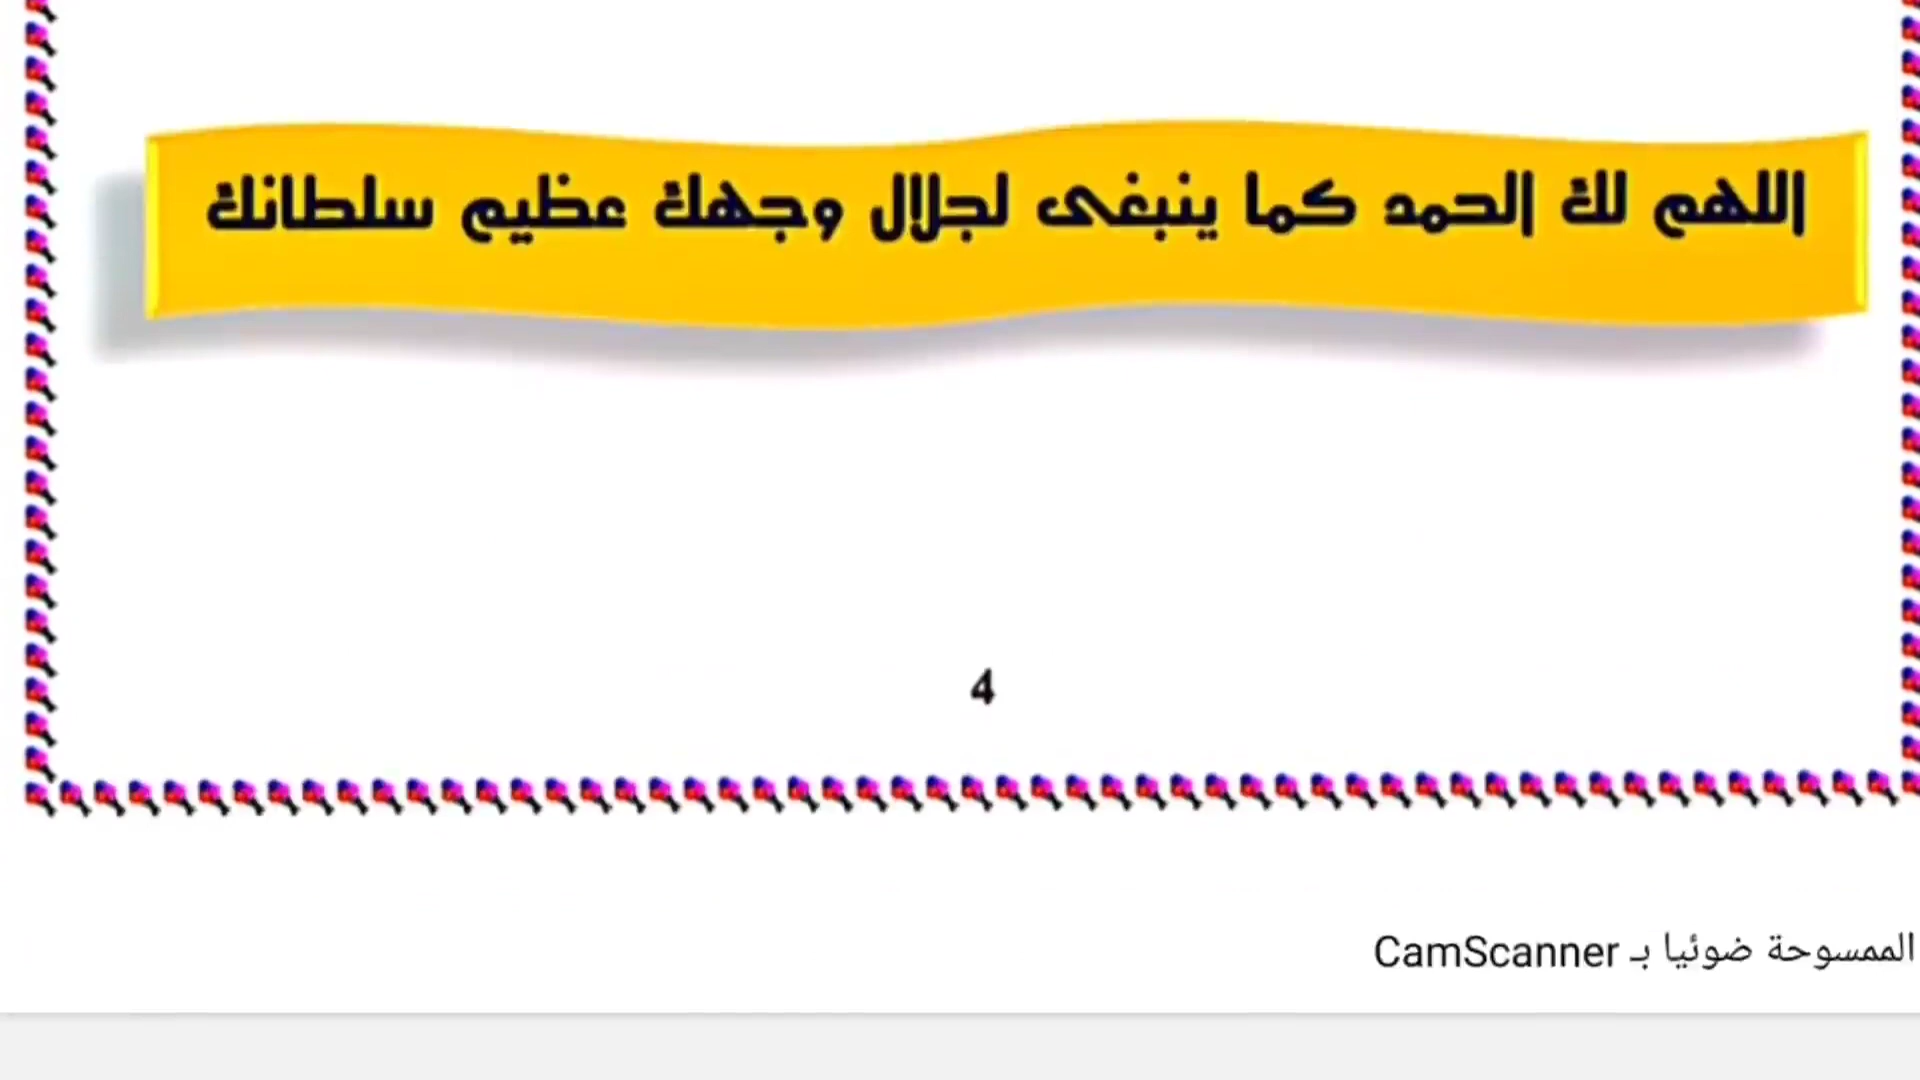 اللهم لك الحمد كما ينبغى لجلال وجهك عظيم سلطانك
4
الممسوحة ضوئيا بـ CamScanner